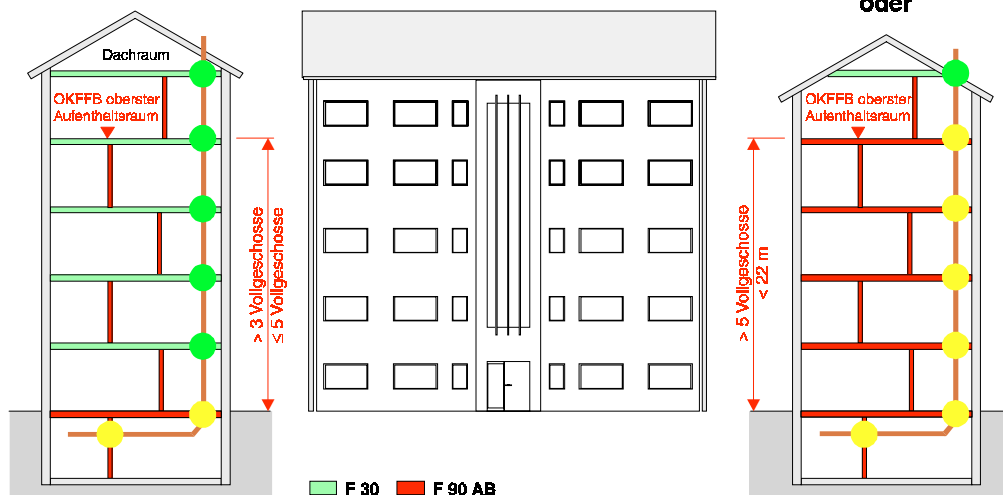 oder
Dachraum
OKFFB oberster
Aufenthaltsraum
> 3 Vollgeschosse
≤ 5 Vollgeschosse
OKFFB oberster
Aufenthaltsraum
> 5 Vollgeschosse
< 22 m
F 30
F 90 AB